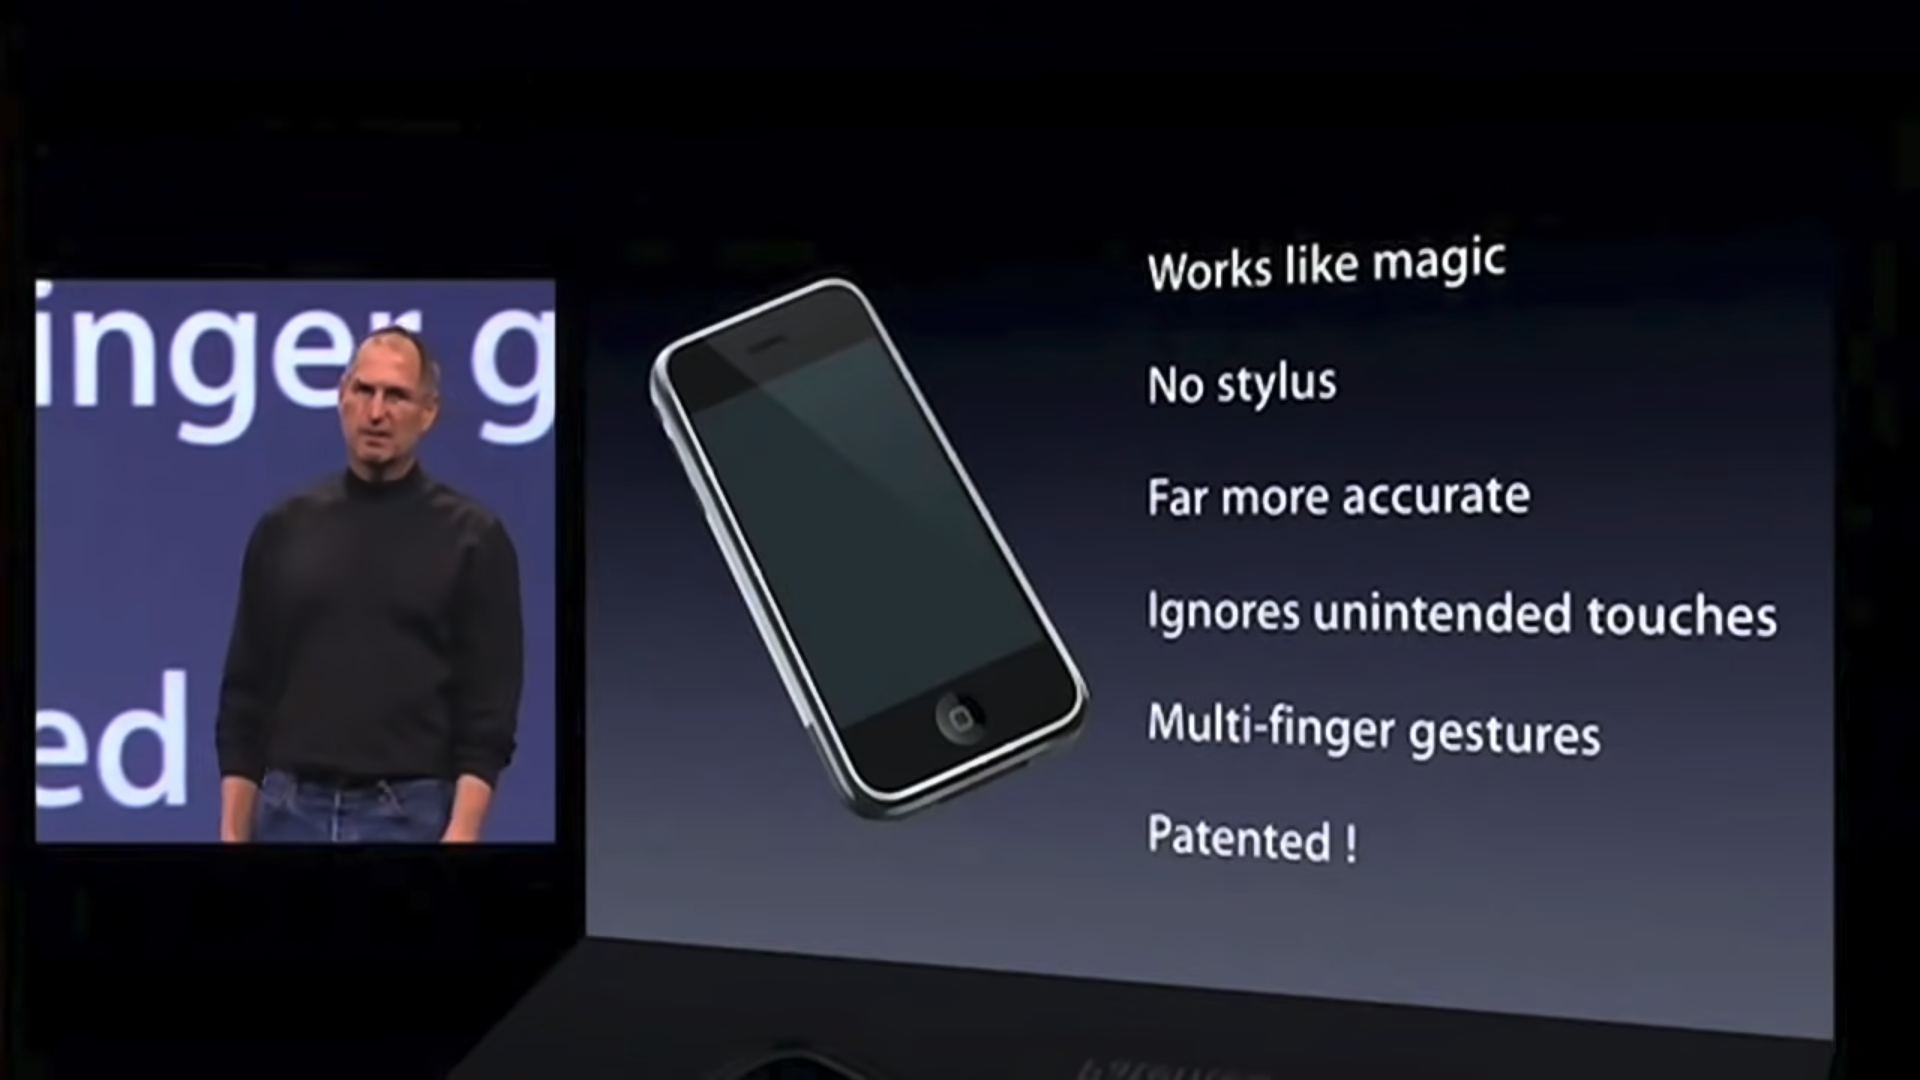 inger g
ed
Works like magic
No stylus
Far more accurate
Ignores unintended touches
Multi-finger gestures
Patented !